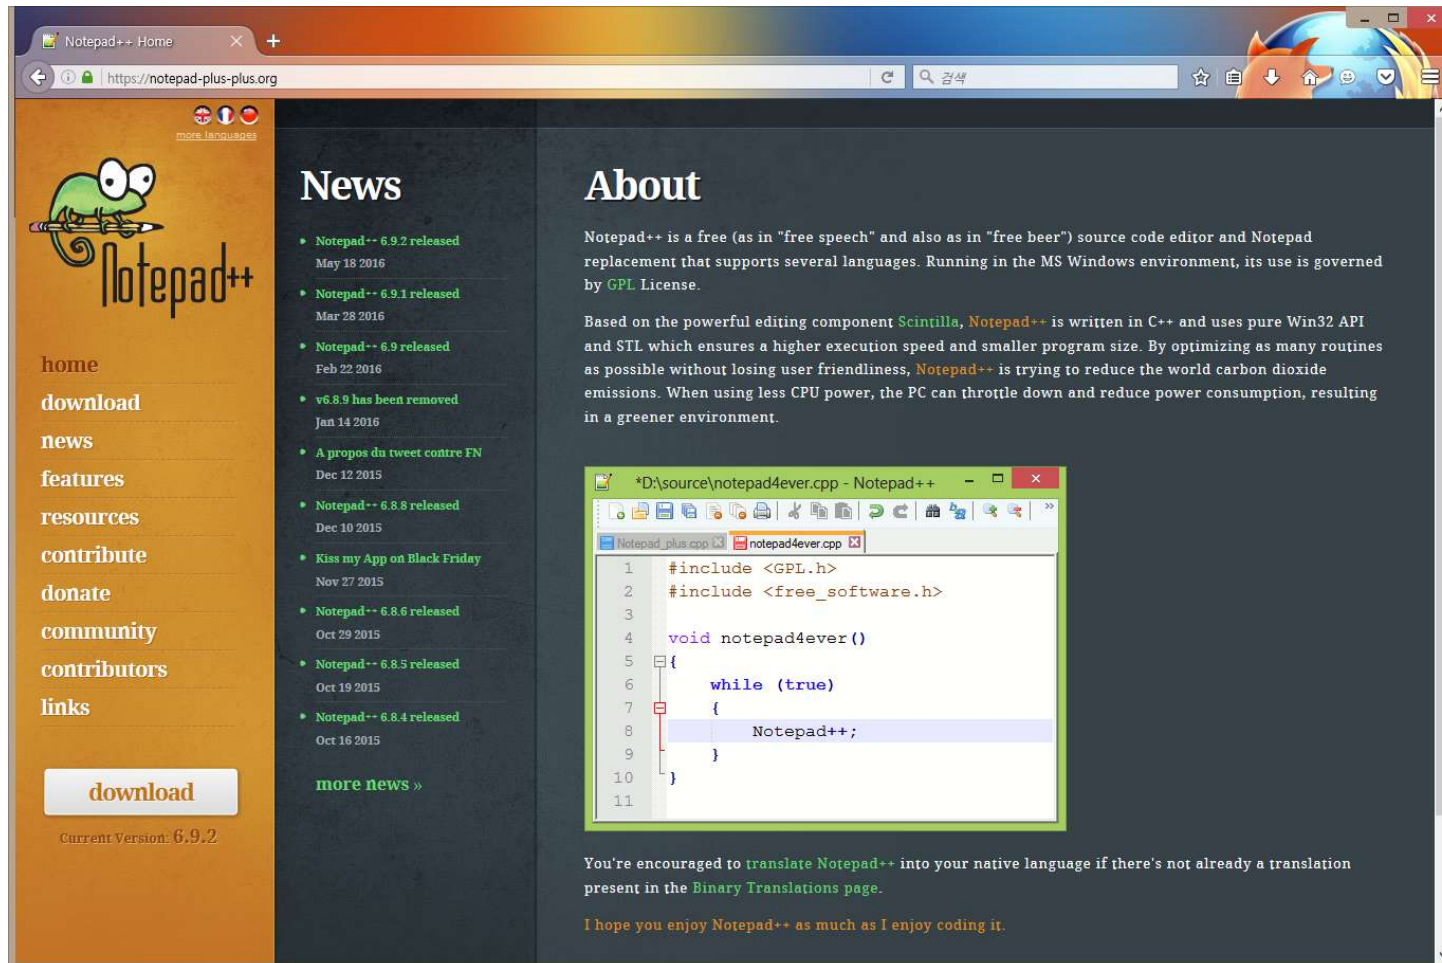 Notepad++ Home
https://notepad-plus-plus.org
검색
more languages
Notepad++
home
download
news
features
resources
contribute
donate
community
contributors
links
download
Current Version: 6.9.2
News
Notepad++ 6.9.2 released
May 18 2016
Notepad++ 6.9.1 released
Mar 28 2016
Notepad++ 6.9 released
Feb 22 2016
v6.8.9 has been removed
Jan 14 2016
A propos du tweet contre FN
Dec 12 2015
Notepad++ 6.8.8 released
Dec 10 2015
Kiss my App on Black Friday
Nov 27 2015
Notepad++ 6.8.6 released
Oct 29 2015
Notepad++ 6.8.5 released
Oct 19 2015
Notepad++ 6.8.4 released
Oct 16 2015
more news »
About
Notepad++ is a free (as in "free speech" and also as in "free beer") source code editor and Notepad
replacement that supports several languages. Running in the MS Windows environment, its use is governed
by GPL License.
Based on the powerful editing component Scintilla, Notepad++ is written in C++ and uses pure Win32 API
and STL which ensures a higher execution speed and smaller program size. By optimizing as many routines
as possible without losing user friendliness, Notepad++ is trying to reduce the world carbon dioxide
emissions. When using less CPU power, the PC can throttle down and reduce power consumption, resulting
in a greener environment.
*D:\source\notepad4ever.cpp - Notepad++
Notepad_plus.cpp notepad4ever.cpp
1 #include <GPL.h>
2 #include <free_software.h>
3
4 void notepad4ever()
5 {
6 while (true)
7 {
8 Notepad++;
9 }
10 }
11
You're encouraged to translate Notepad++ into your native language if there's not already a translation
present in the Binary Translations page.
I hope you enjoy Notepad++ as much as I enjoy coding it.